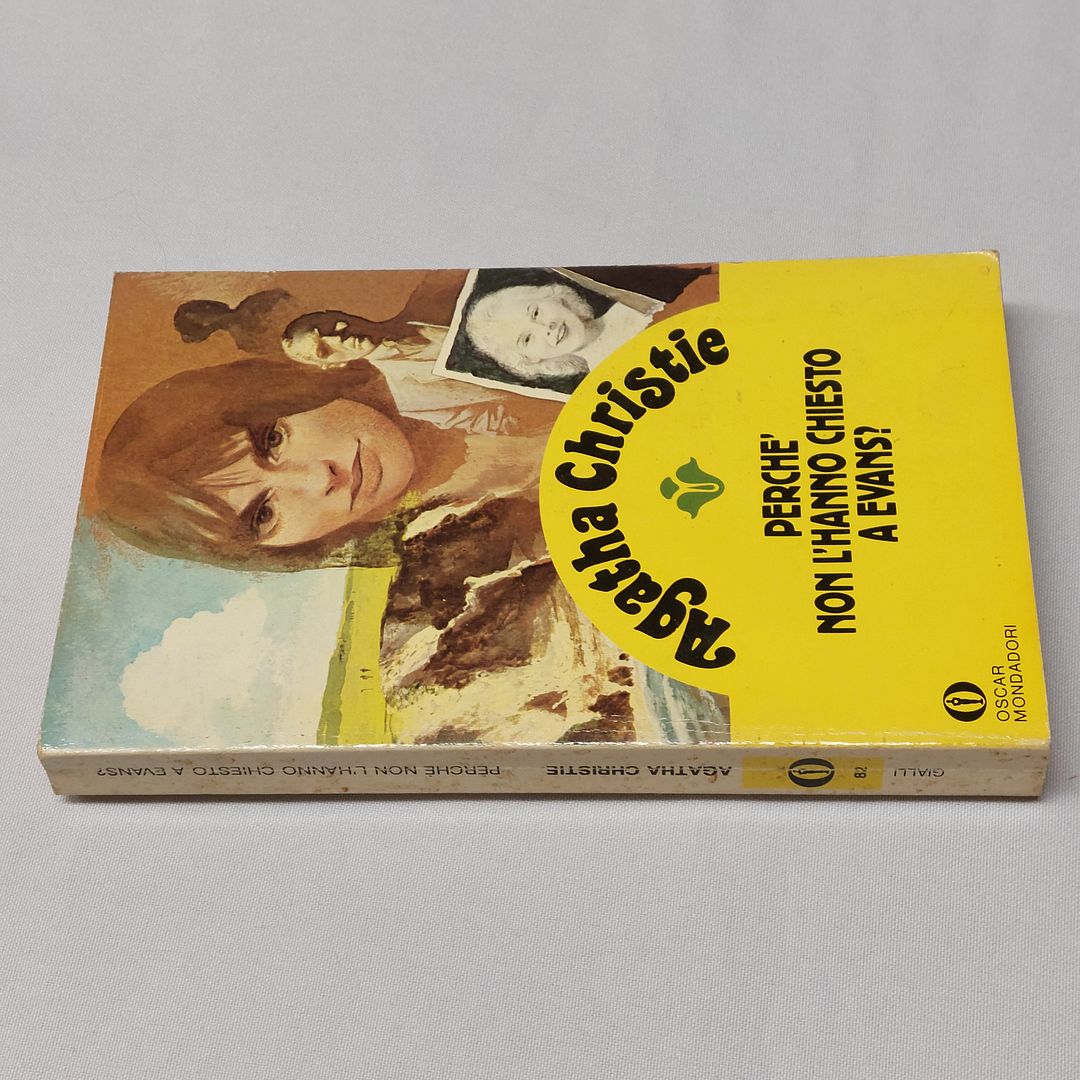 Agatha Christie
PERCHE'
NON L'HANNO CHIESTO
A EVANS?
OSCAR
MONDADORI
GIALLI
82
AGATHA CHRISTIE
PERCHÉ NON L'HANNO CHIESTO A EVANS?